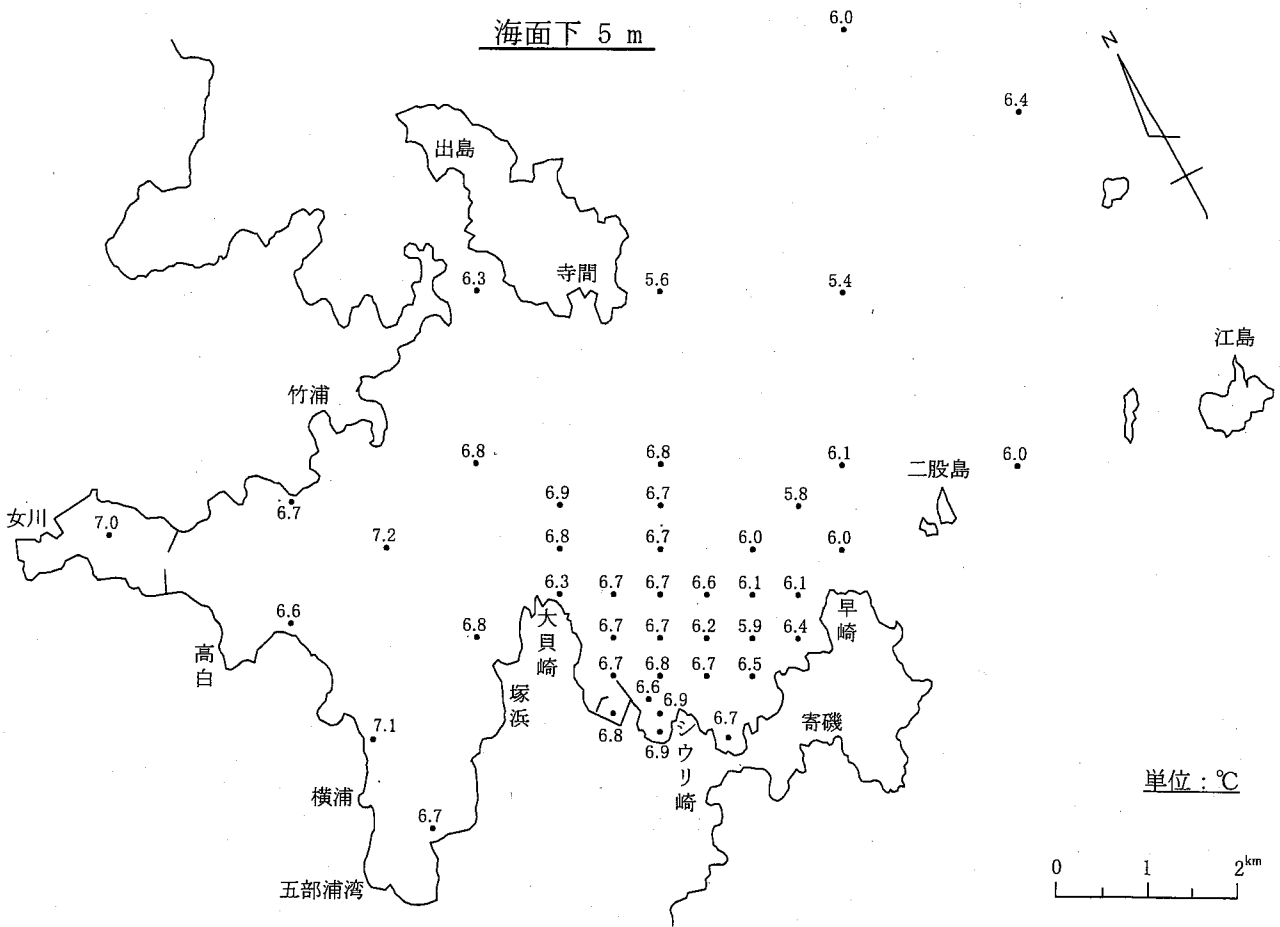 海面下 5 m
6.0
N
6.4
出島
寺間
6.3
5.6
5.4
江島
竹浦
6.8
6.8
6.1
二股島
6.0
女川
7.0
6.7
6.9
6.7
5.8
7.2
6.8
6.7
6.0
6.0
6.3
6.7
6.7
6.6
6.1
6.1
6.6
高白
6.8
大貝崎
6.7
6.7
6.2
5.9
6.4
早崎
6.7
6.8
6.7
6.5
塚浜
6.6
6.9
6.8
6.9
シウリ崎
6.7
寄磯
7.1
横浦
6.7
五部浦湾
単位：℃
0 1 2km